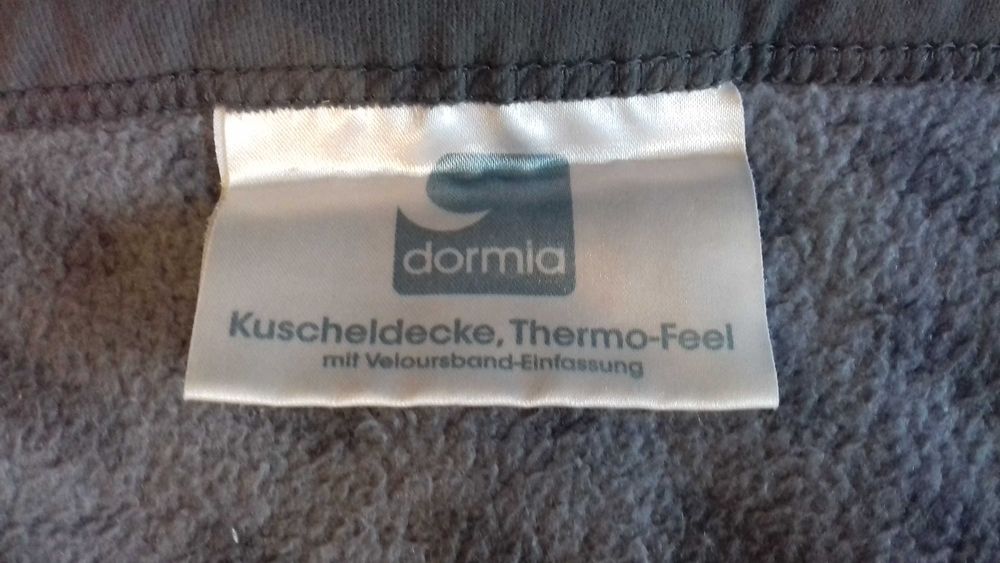 dormia
Kuscheldecke, Thermo-Feel
mit Veloursband-Einfassung